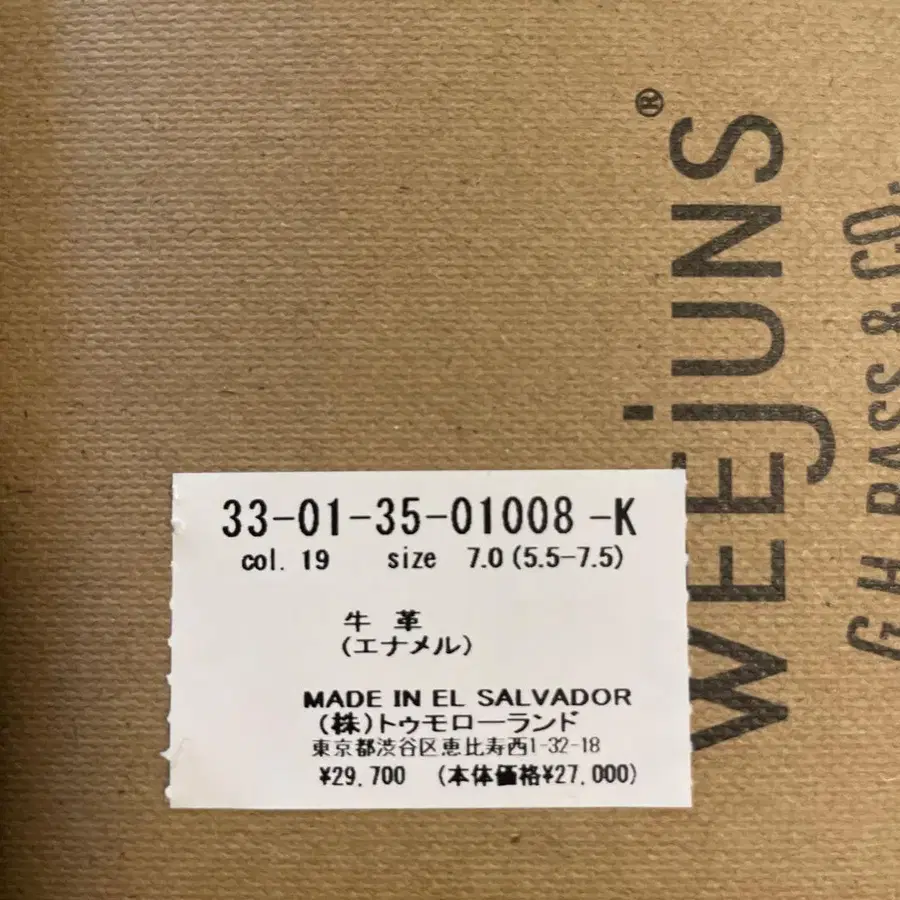 WEEJUNS®
G.H. BASS & CO.
33-01-35-01008-K
col. 19 size 7.0 (5.5-7.5)
牛 革
(エナメル)
MADE IN EL SALVADOR
(株)トゥモローランド
東京都渋谷区恵比寿西1-32-18
¥29,700 (本体価格¥27,000)